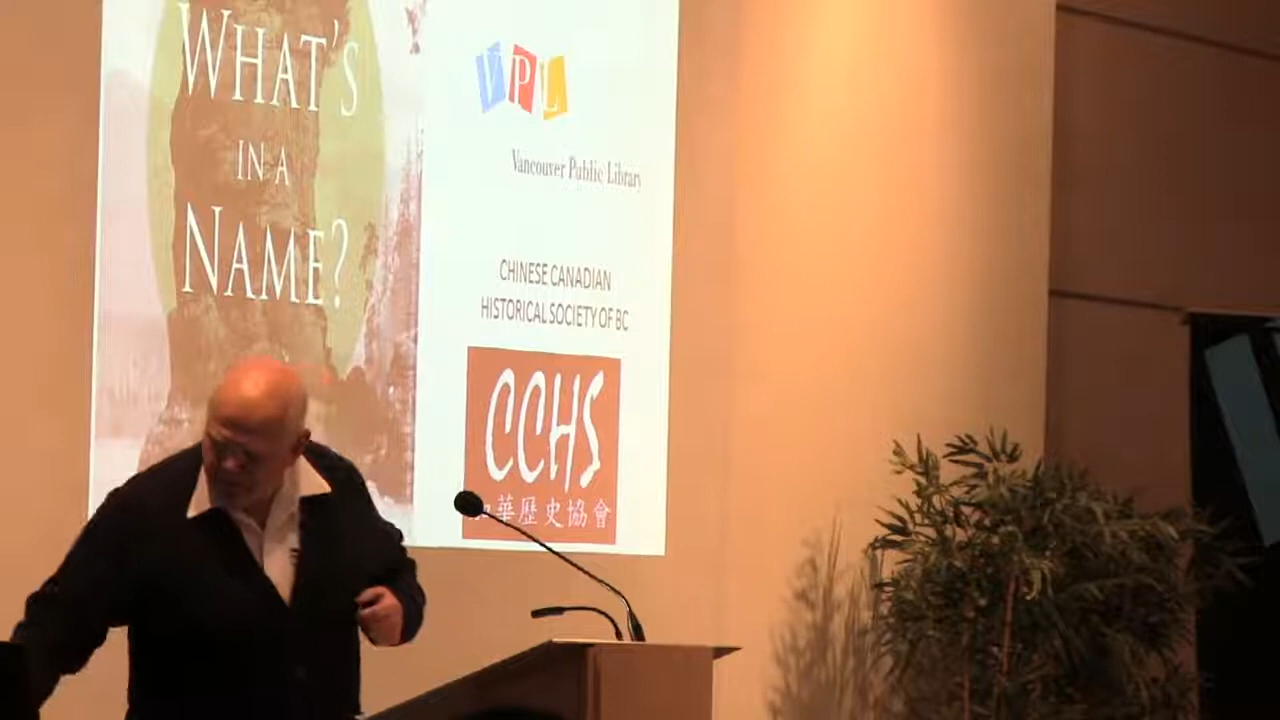 WHAT'S
IN A
NAME?
VPL
Vancouver Public Library
CHINESE CANADIAN
HISTORICAL SOCIETY OF BC
CCHS
加華歷史協會